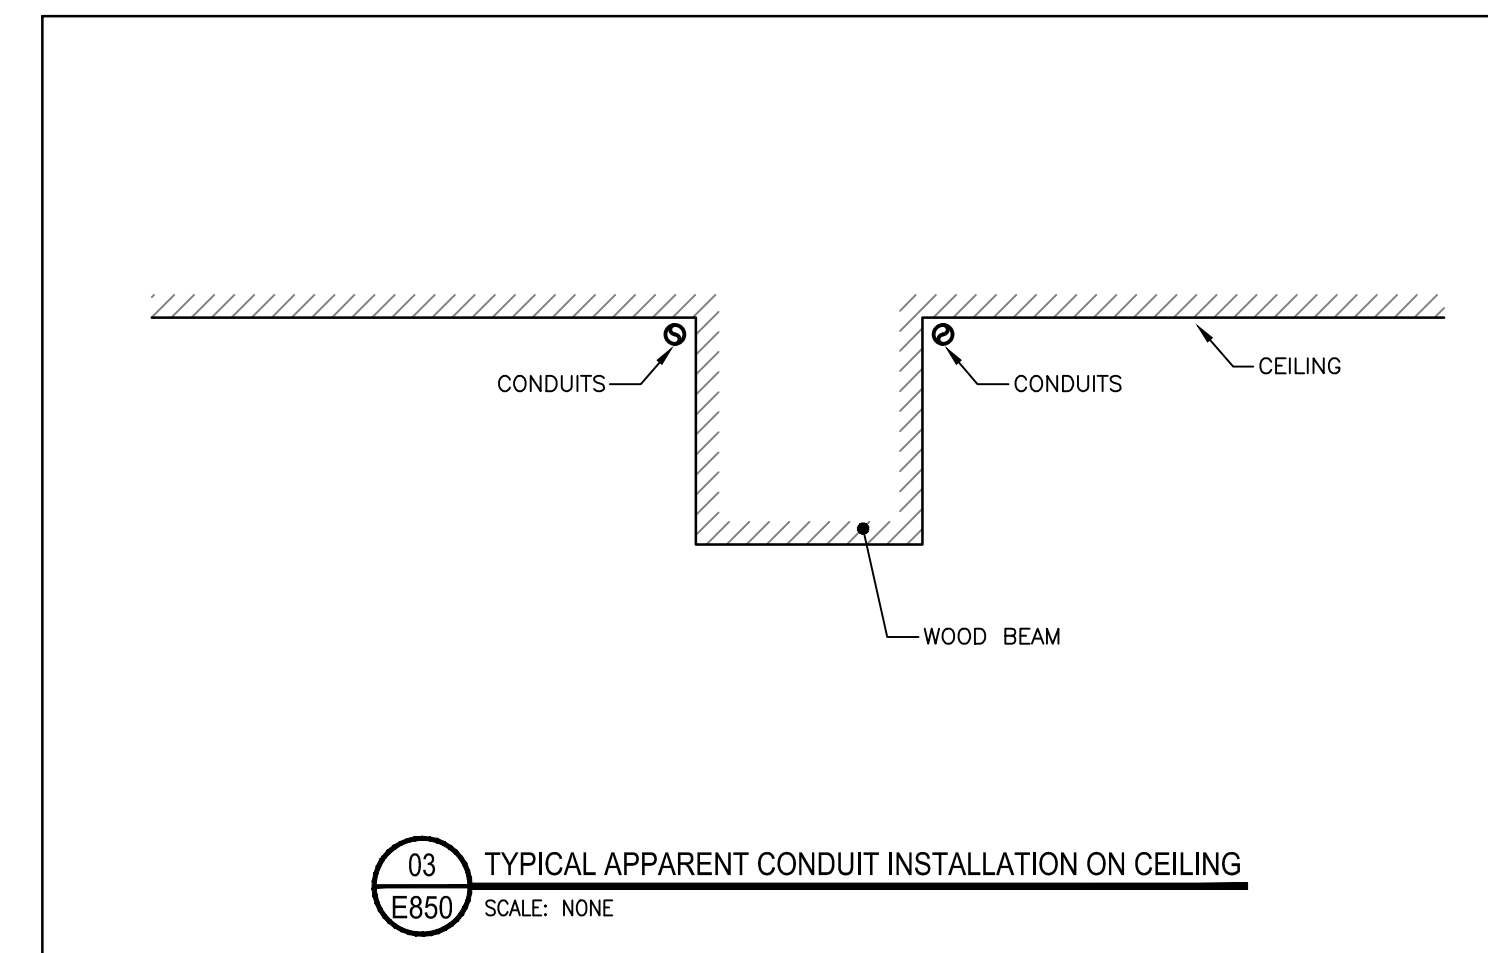 CEILING
CONDUITS
CONDUITS
WOOD BEAM
03
TYPICAL APPARENT CONDUIT INSTALLATION ON CEILING
E850
SCALE: NONE